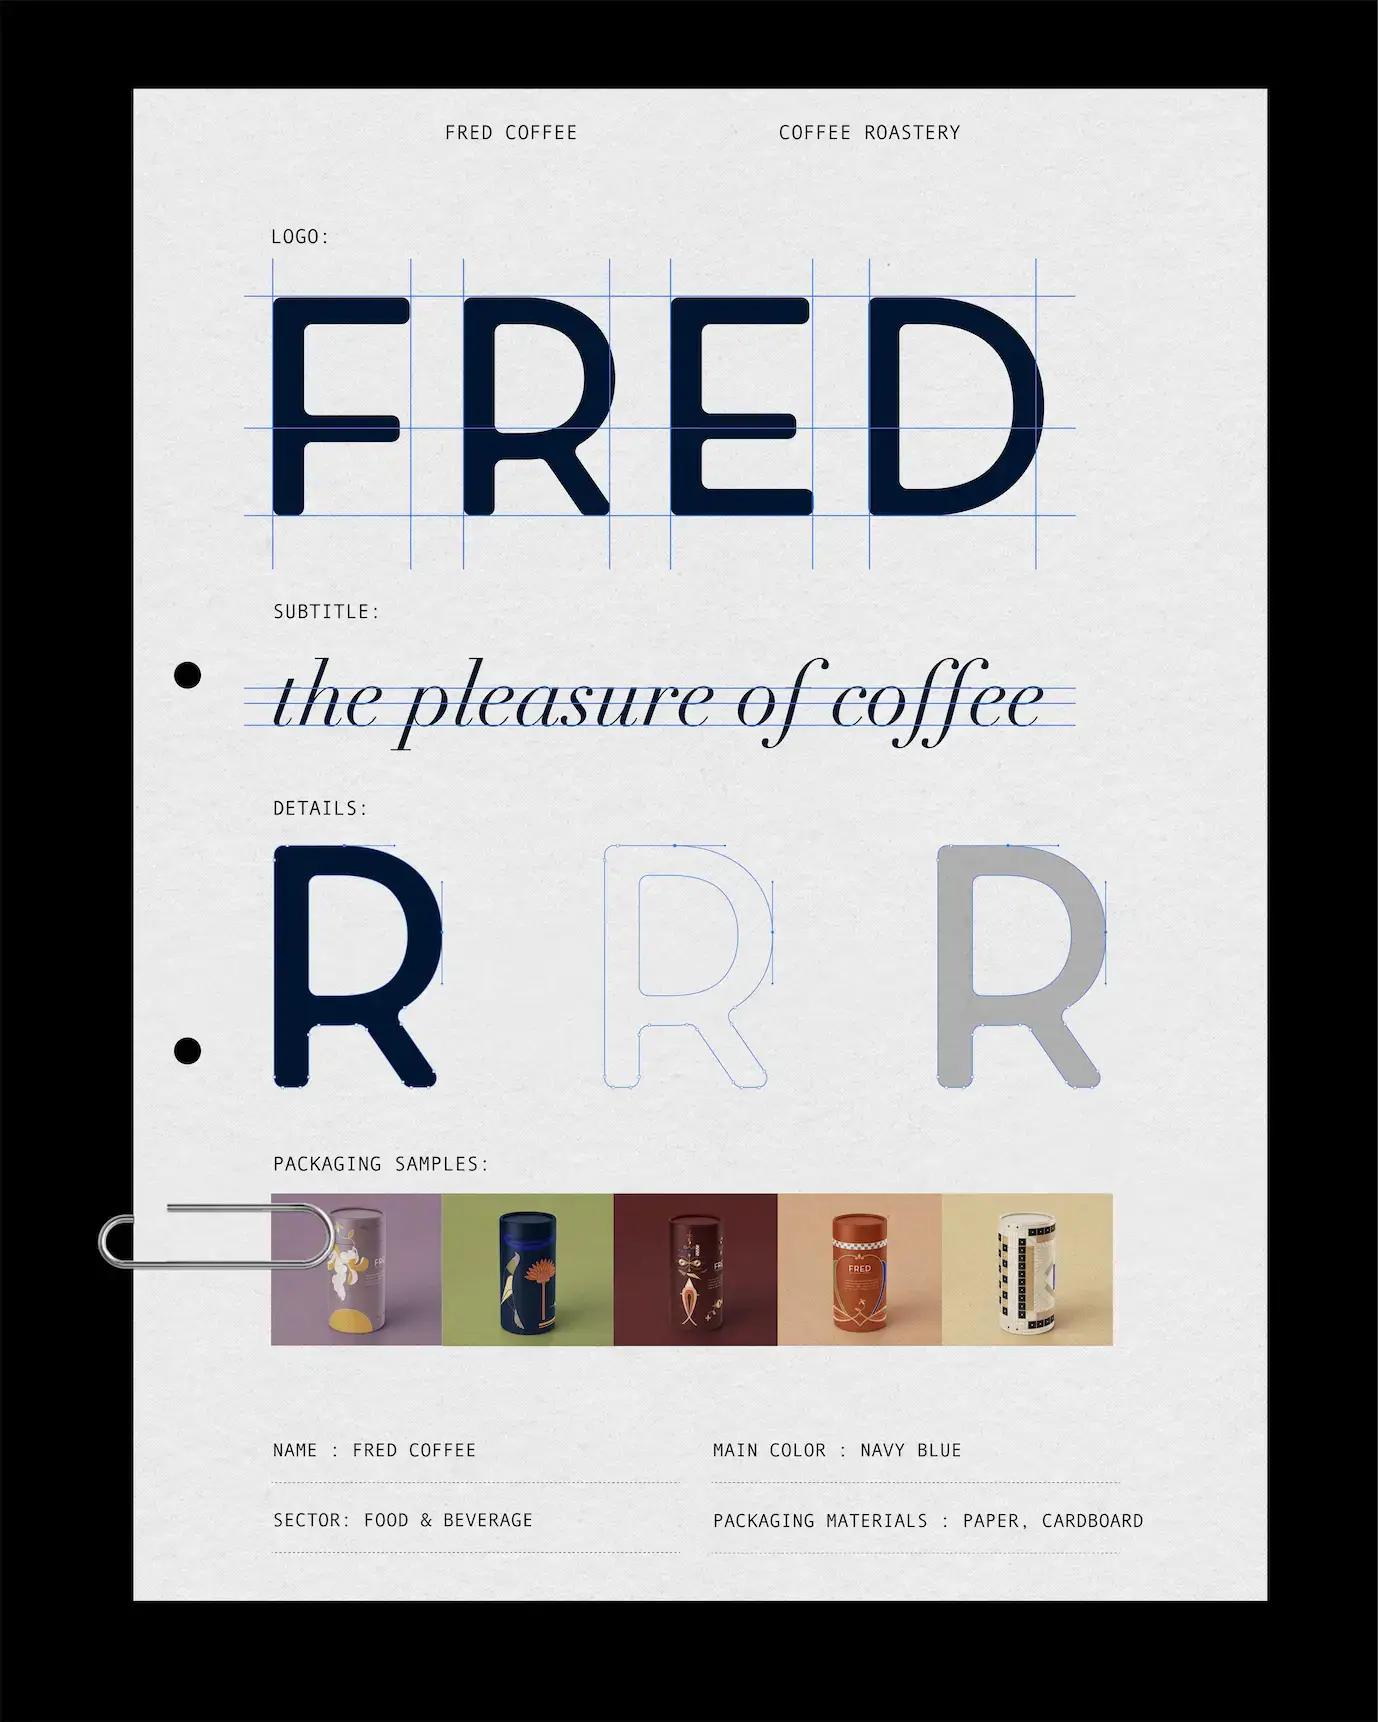 FRED COFFEE
COFFEE ROASTERY
LOGO:
FRED
SUBTITLE:
the pleasure of coffee
DETAILS:
R R R
PACKAGING SAMPLES:
FRED
NAME : FRED COFFEE
MAIN COLOR : NAVY BLUE
SECTOR: FOOD & BEVERAGE
PACKAGING MATERIALS : PAPER, CARDBOARD